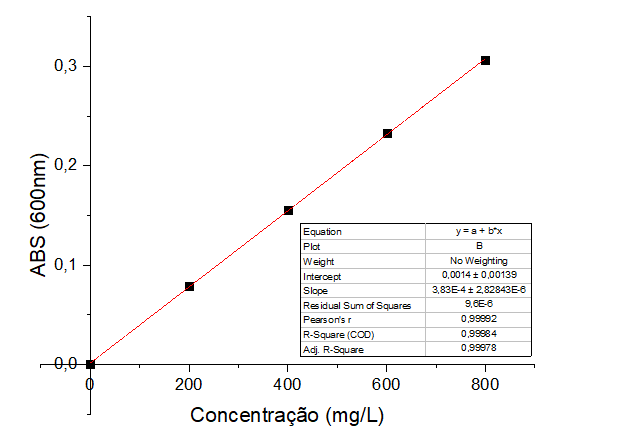 ABS (600nm)
0,3
0,2
0,1
0,0
0 200 400 600 800
Concentração (mg/L)
Equation y = a + b*x
Plot B
Weight No Weighting
Intercept 0,0014 ± 0,00139
Slope 3,83E-4 ± 2,82843E-6
Residual Sum of Squares 9,6E-6
Pearson's r 0,99992
R-Square (COD) 0,99984
Adj. R-Square 0,99978